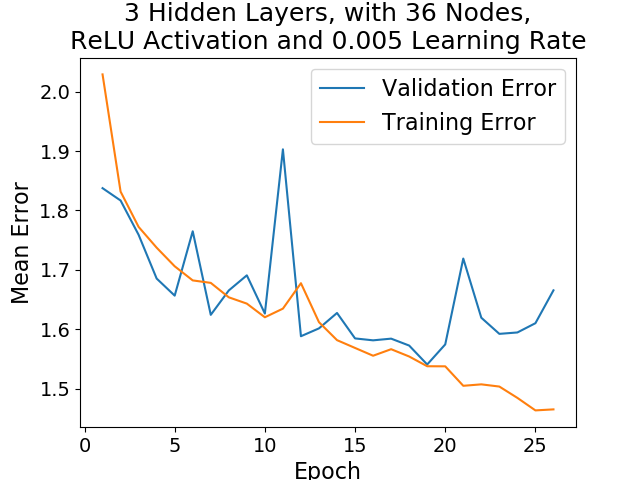 3 Hidden Layers, with 36 Nodes,
ReLU Activation and 0.005 Learning Rate
Validation Error
Training Error
Mean Error
2.0
1.9
1.8
1.7
1.6
1.5
0 5 10 15 20 25
Epoch